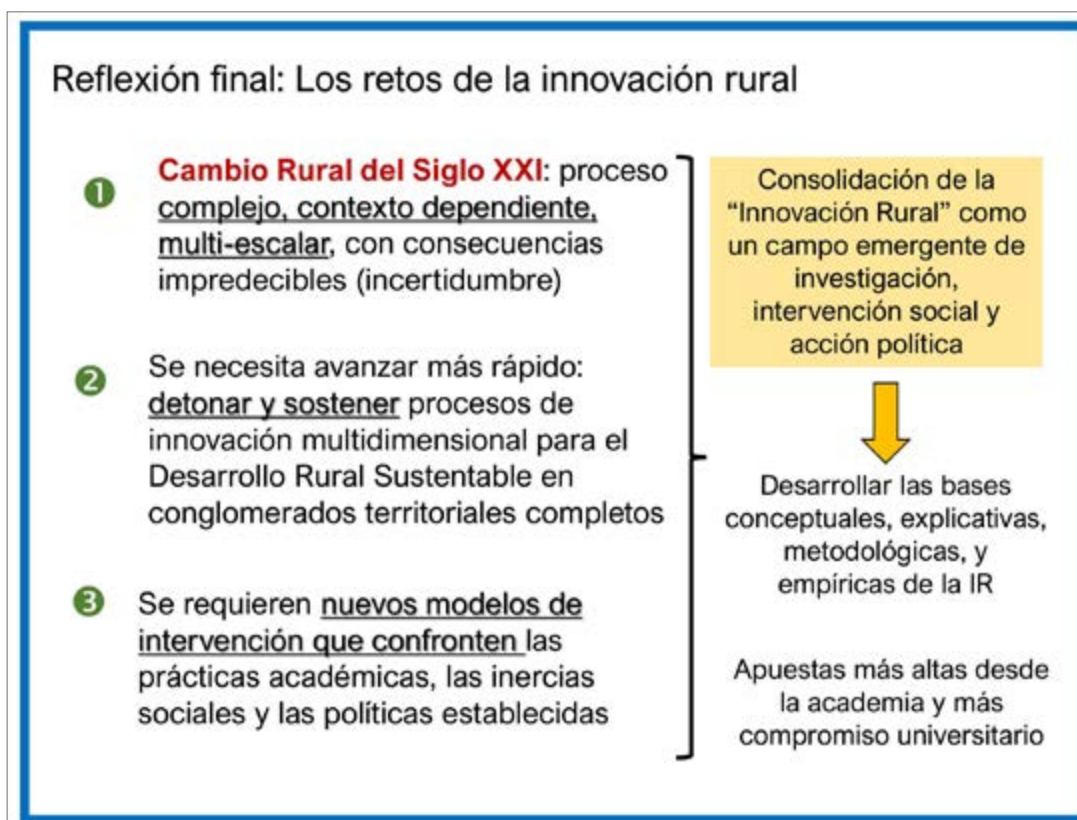 Reflexión final: Los retos de la innovación rural
❶
Cambio Rural del Siglo XXI: proceso
complejo, contexto dependiente,
multi-escalar, con consecuencias
impredecibles (incertidumbre)
❷
Se necesita avanzar más rápido:
detonar y sostener procesos de
innovación multidimensional para el
Desarrollo Rural Sustentable en
conglomerados territoriales completos
❸
Se requieren nuevos modelos de
intervención que confronten las
prácticas académicas, las inercias
sociales y las políticas establecidas
Consolidación de la
“Innovación Rural” como
un campo emergente de
investigación,
intervención social y
acción política
Desarrollar las bases
conceptuales, explicativas,
metodológicas, y
empíricas de la IR
Apuestas más altas desde
la academia y más
compromiso universitario